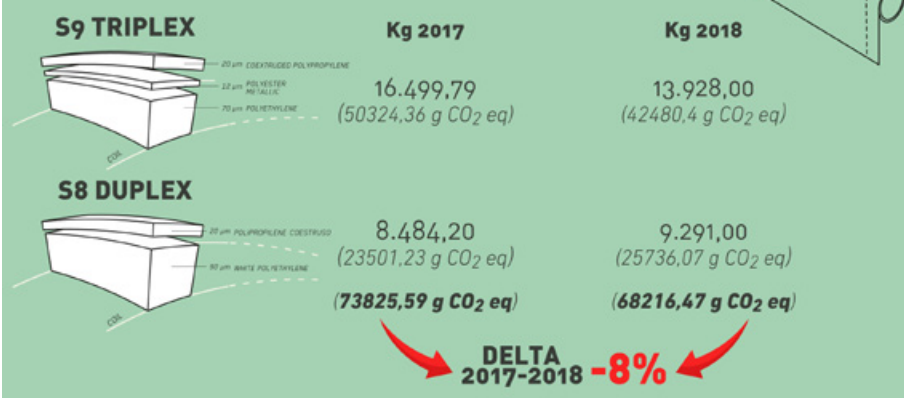 S9 TRIPLEX
Kg 2017
Kg 2018
20 µm COEXTRUDED POLYPROPYLENE
12 µm POLYESTER METALLIC
70 µm POLYETHYLENE
COIL
16.499,79
13.928,00
(50324,36 g CO2 eq)
(42480,4 g CO2 eq)
S8 DUPLEX
20 µm POLIPROPILENE COESTRUSO
90 µm WHITE POLYETHYLENE
COIL
8.484,20
9.291,00
(23501,23 g CO2 eq)
(25736,07 g CO2 eq)
(73825,59 g CO2 eq)
(68216,47 g CO2 eq)
DELTA
2017-2018 -8%